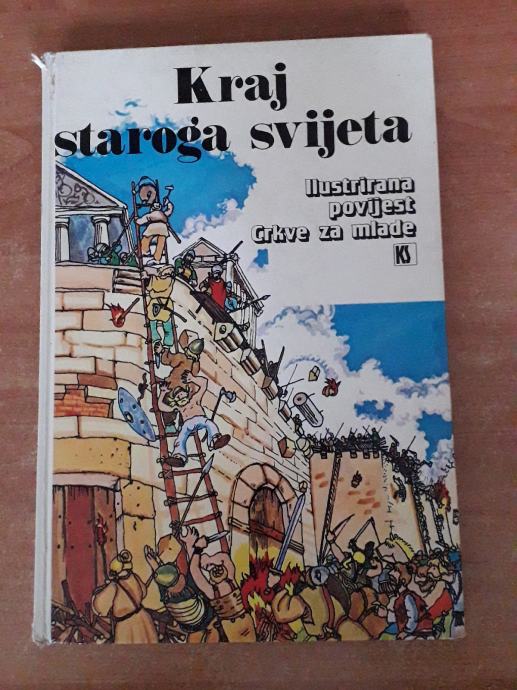 Kraj
staroga svijeta
Ilustrirana
povijest
Crkve za mlade
KS